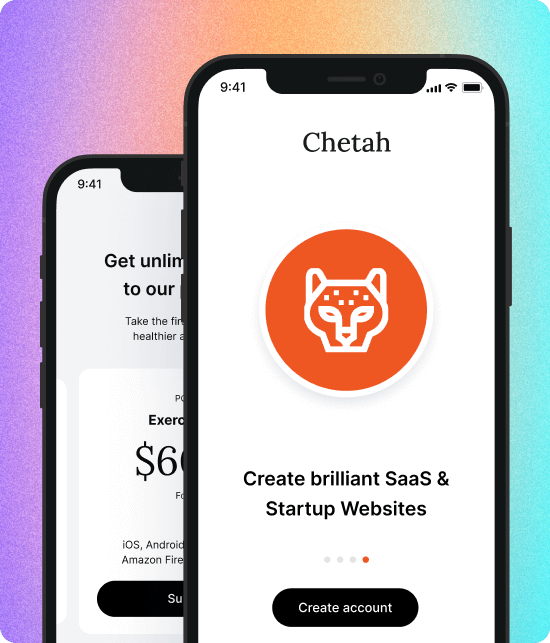 9:41
Chetah
Create brilliant SaaS &
Startup Websites
Create account
9:41
Get unlim
to our
Take the fir
healthier a
PO
Exerc
$60
Fo
iOS, Android
Amazon Fire
Su